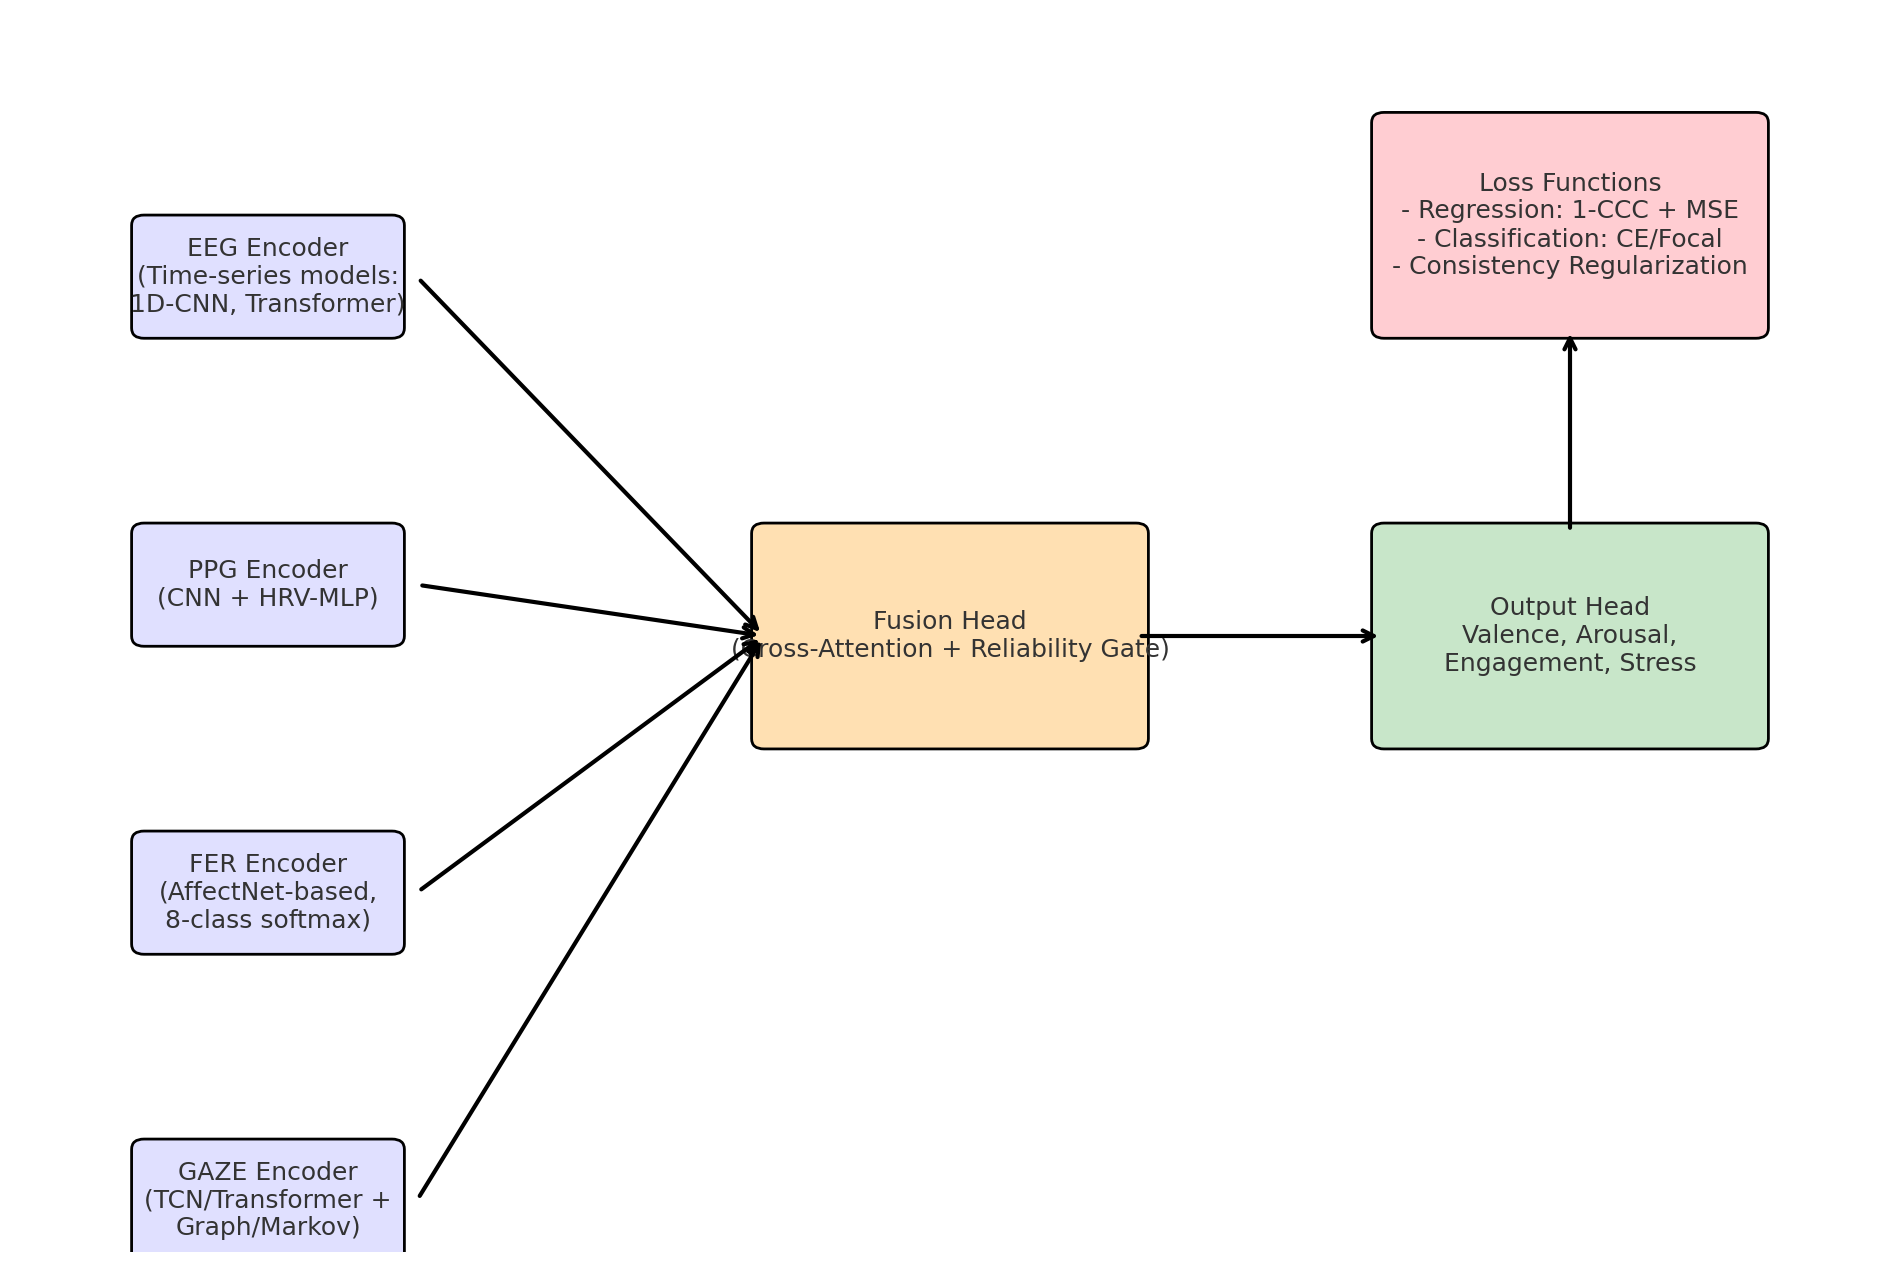 EEG Encoder
(Time-series models:
1D-CNN, Transformer)
PPG Encoder
(CNN + HRV-MLP)
FER Encoder
(AffectNet-based,
8-class softmax)
GAZE Encoder
(TCN/Transformer +
Graph/Markov)
Fusion Head
(Cross-Attention + Reliability Gate)
Loss Functions
- Regression: 1-CCC + MSE
- Classification: CE/Focal
- Consistency Regularization
Output Head
Valence, Arousal,
Engagement, Stress